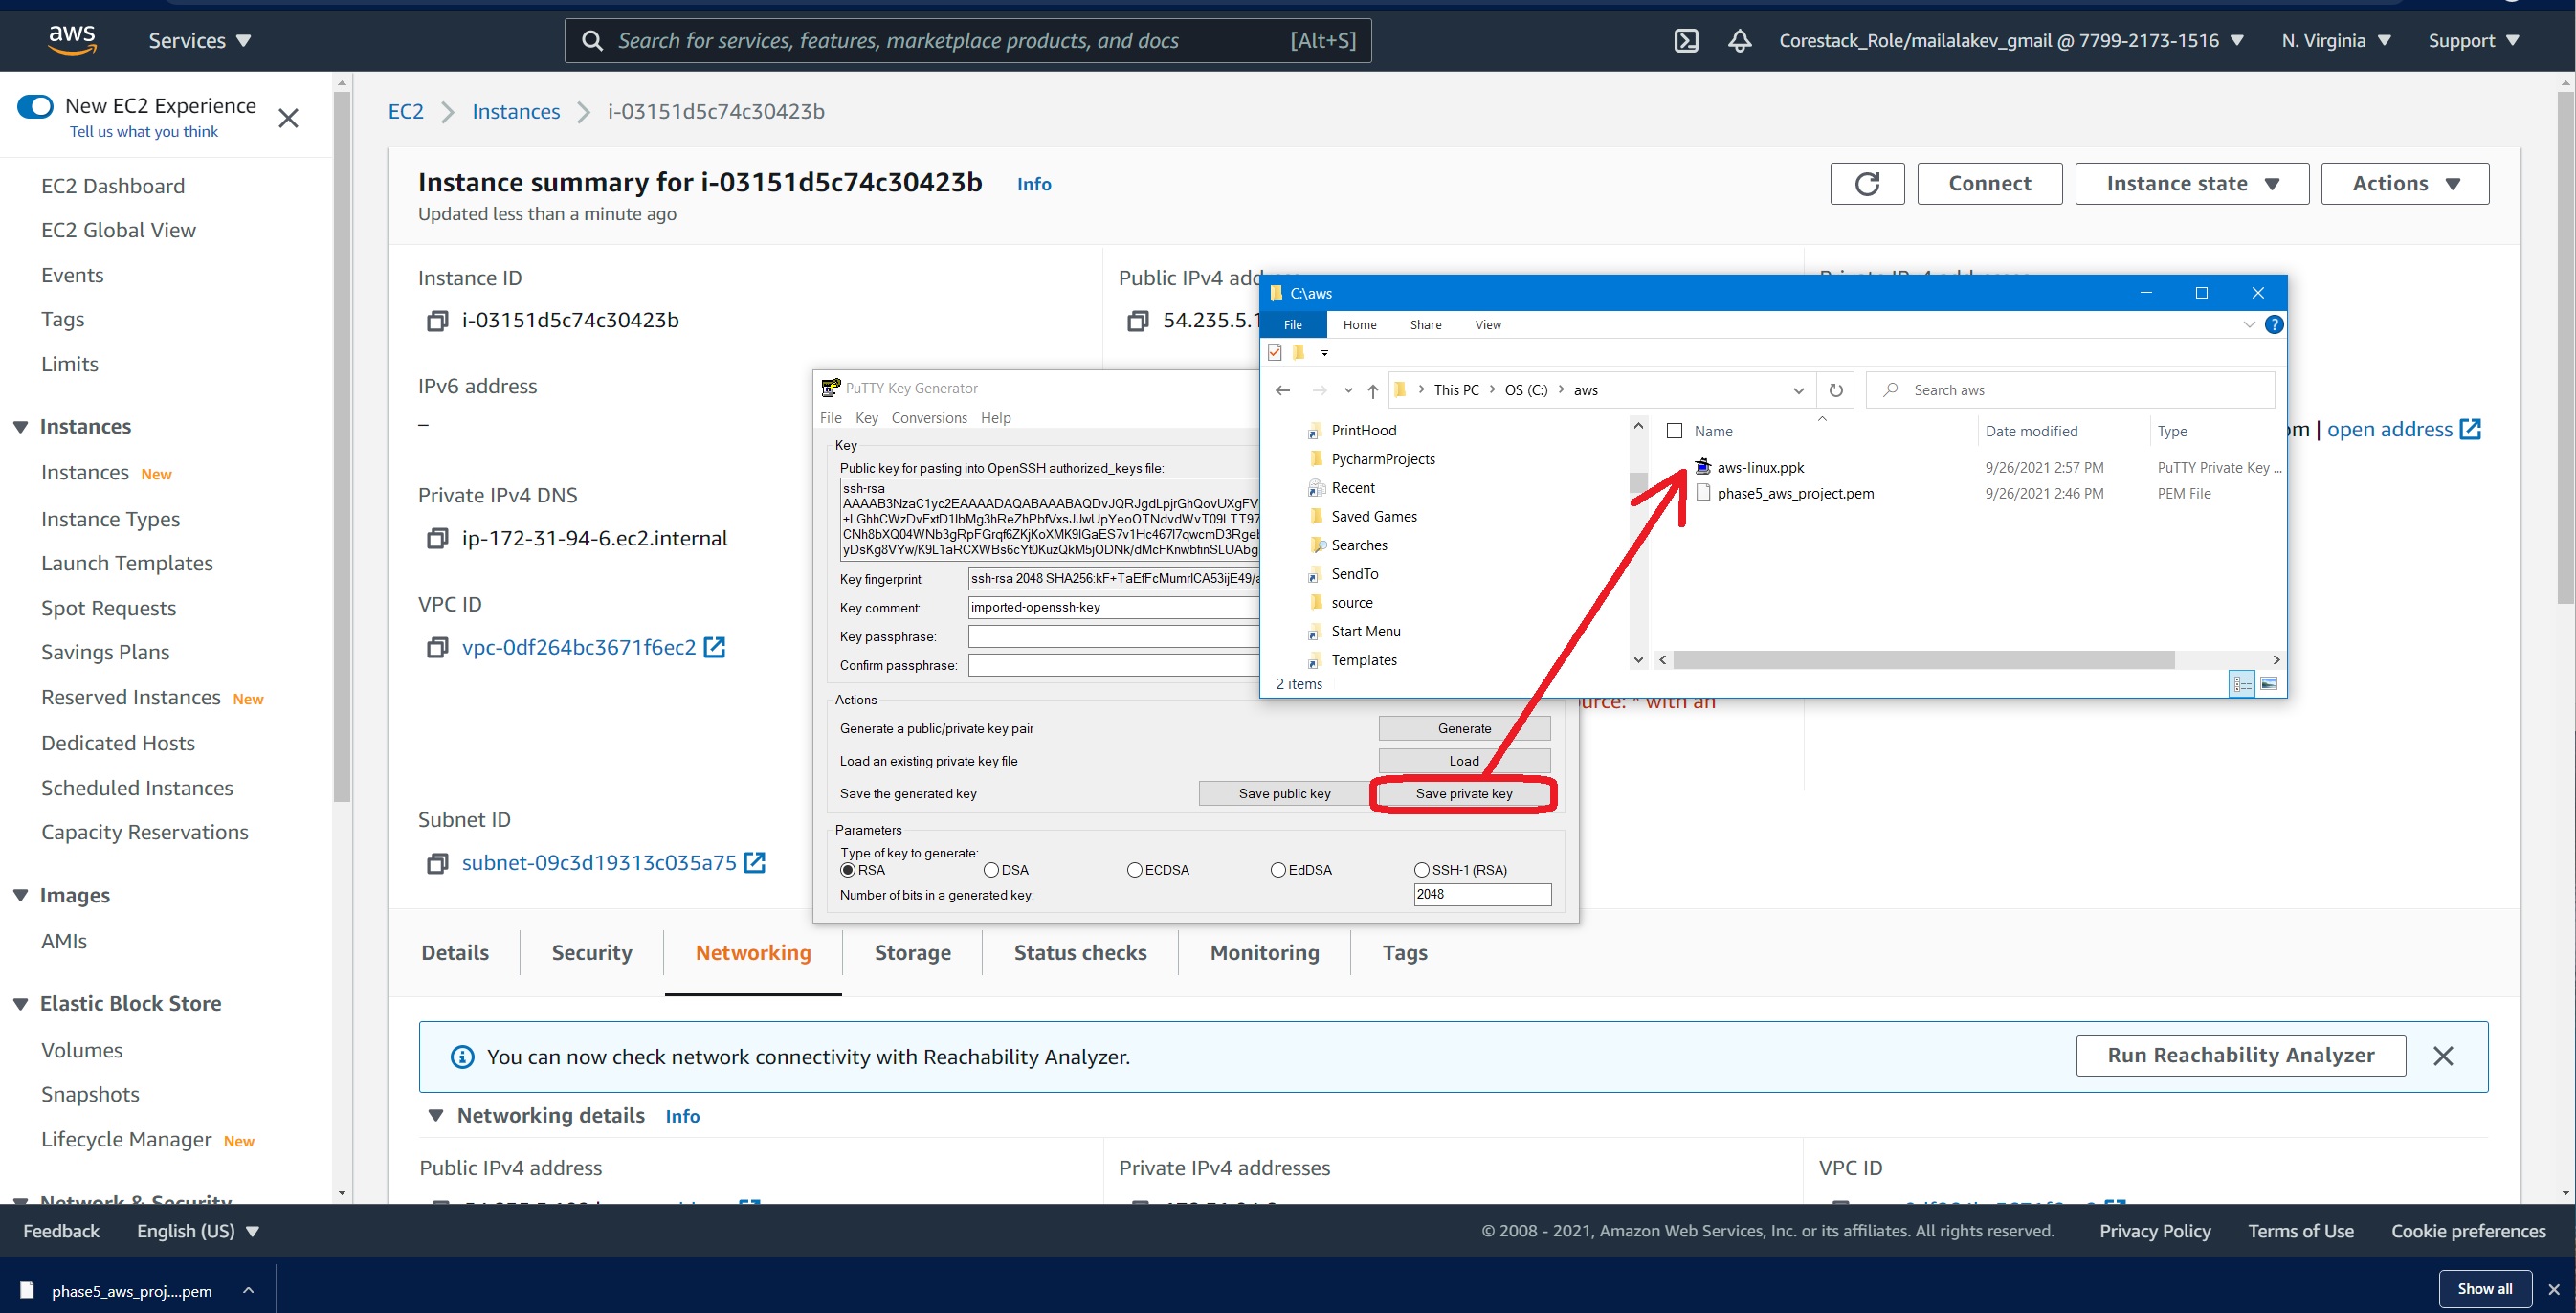 aws
Services
Search for services, features, marketplace products, and docs
[Alt+S]
Corestack_Role/mailalakev_gmail @ 7799-2173-1516
N. Virginia
Support
New EC2 Experience
Tell us what you think
EC2 Dashboard
EC2 Global View
Events
Tags
Limits
Instances
Instances New
Instance Types
Launch Templates
Spot Requests
Savings Plans
Reserved Instances New
Dedicated Hosts
Scheduled Instances
Capacity Reservations
Images
AMIs
Elastic Block Store
Volumes
Snapshots
Lifecycle Manager New
Network & Security
EC2 > Instances > i-03151d5c74c30423b
Instance summary for i-03151d5c74c30423b Info
Updated less than a minute ago
Connect
Instance state
Actions
Instance ID
i-03151d5c74c30423b
Public IPv4
54.235.5.1
IPv6 address
–
Private IPv4 DNS
ip-172-31-94-6.ec2.internal
VPC ID
vpc-0df264bc3671f6ec2
Subnet ID
subnet-09c3d19313c035a75
| open address
with an
PuTTY Key Generator
File Key Conversions Help
Key
Public key for pasting into OpenSSH authorized_keys file:
ssh-rsa
Key fingerprint:
ssh-rsa 2048
Key comment:
imported-openssh-key
Key passphrase:
Confirm passphrase:
Actions
Generate a public/private key pair
Generate
Load an existing private key file
Load
Save the generated key
Save public key
Save private key
Parameters
Type of key to generate:
RSA DSA ECDSA EdDSA SSH-1 (RSA)
Number of bits in a generated key:
2048
C:\aws
File Home Share View
This PC > OS (C:) > aws
Search aws
PrintHood
PycharmProjects
Recent
Saved Games
Searches
SendTo
source
Start Menu
Templates
Name Date modified Type
aws-linux.ppk 9/26/2021 2:57 PM PuTTY Private Key ...
phase5_aws_project.pem 9/26/2021 2:46 PM PEM File
2 items
Details
Security
Networking
Storage
Status checks
Monitoring
Tags
You can now check network connectivity with Reachability Analyzer.
Run Reachability Analyzer
Networking details Info
Public IPv4 address
Private IPv4 addresses
VPC ID
Feedback
English (US)
© 2008 - 2021, Amazon Web Services, Inc. or its affiliates. All rights reserved.
Privacy Policy
Terms of Use
Cookie preferences
phase5_aws_proj....pem
Show all